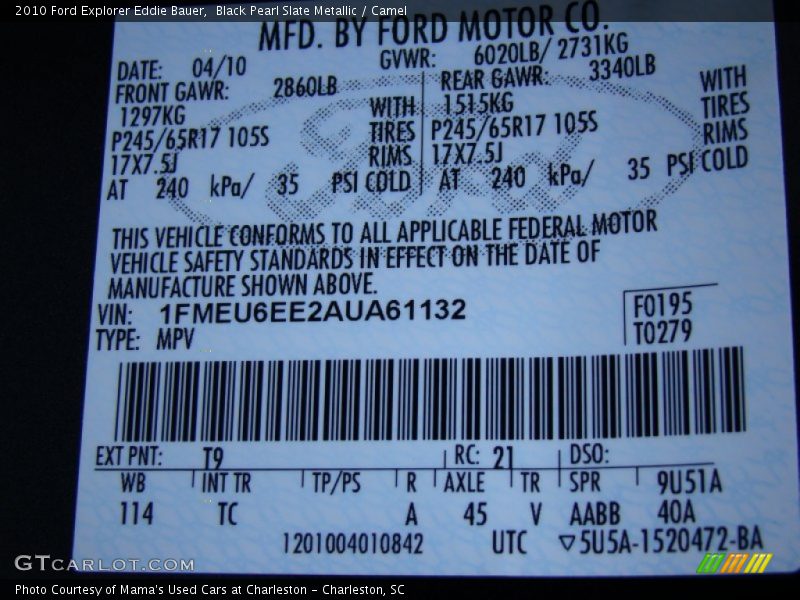 2010 Ford Explorer Eddie Bauer,  Black Pearl Slate Metallic / Camel
MFD. BY FORD MOTOR CO.
DATE: 04/10 GVWR: 6020LB/ 2731KG
FRONT GAWR: 2860LB REAR GAWR: 3340LB
1297KG WITH 1515KG WITH
P245/65R17 105S TIRES P245/65R17 105S TIRES
17X7.5J RIMS 17X7.5J RIMS
AT 240 kPa/ 35 PSI COLD AT 240 kPa/ 35 PSI COLD
Ford
THIS VEHICLE CONFORMS TO ALL APPLICABLE FEDERAL MOTOR
VEHICLE SAFETY STANDARDS IN EFFECT ON THE DATE OF
MANUFACTURE SHOWN ABOVE.
VIN: 1FMEU6EE2AUA61132 F0195
TYPE: MPV T0279
EXT PNT: T9 RC: 21 DSO:
WB INT TR TP/PS R AXLE TR SPR 9U51A
114 TC A 45 V AABB 40A
1201004010842 UTC ▽5U5A-1520472-BA
GTCARLOT.COM
Photo Courtesy of Mama's Used Cars at Charleston - Charleston, SC